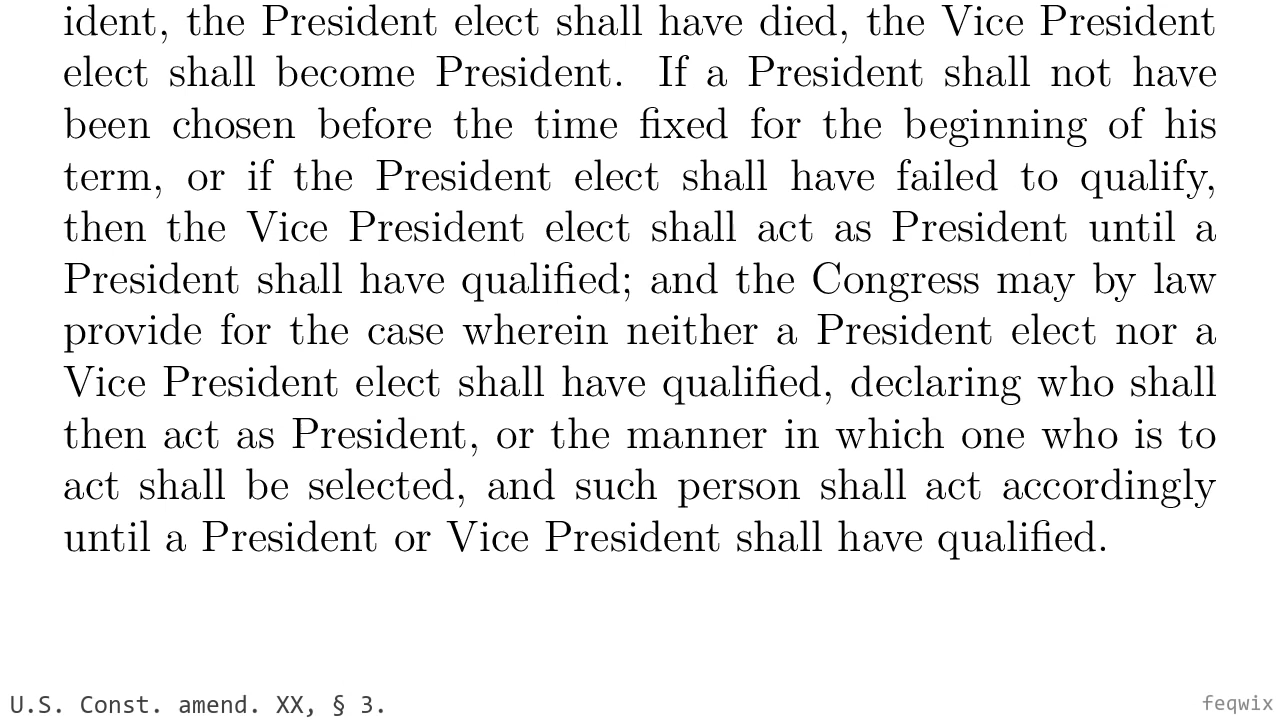 ident, the President elect shall have died, the Vice President
elect shall become President. If a President shall not have
been chosen before the time fixed for the beginning of his
term, or if the President elect shall have failed to qualify,
then the Vice President elect shall act as President until a
President shall have qualified; and the Congress may by law
provide for the case wherein neither a President elect nor a
Vice President elect shall have qualified, declaring who shall
then act as President, or the manner in which one who is to
act shall be selected, and such person shall act accordingly
until a President or Vice President shall have qualified.
U.S. Const. amend. XX, § 3.
feqwix